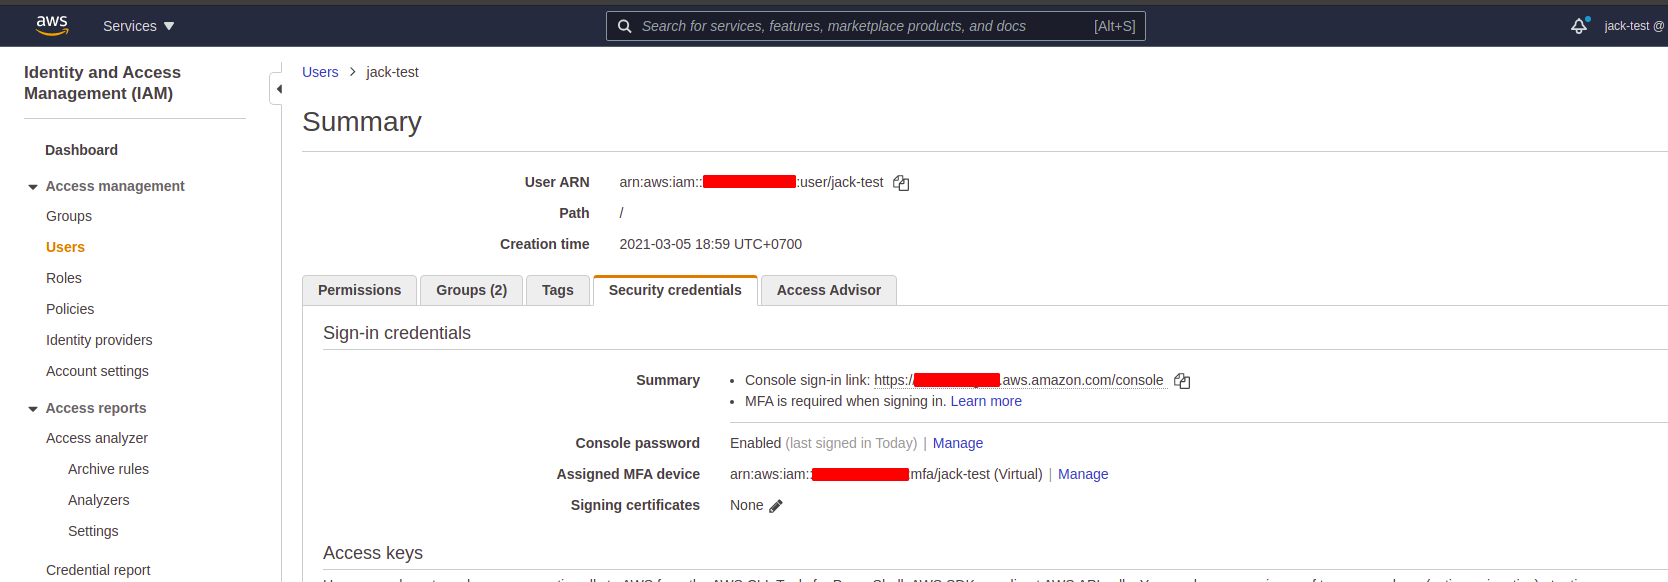 aws Services Search for services, features, marketplace products, and docs [Alt+S] jack-test @
Identity and Access
Management (IAM)
Dashboard
Access management
Groups
Users
Roles
Policies
Identity providers
Account settings
Access reports
Access analyzer
Archive rules
Analyzers
Settings
Credential report
Users > jack-test
Summary
User ARN arn:aws:iam:: :user/jack-test
Path /
Creation time 2021-03-05 18:59 UTC+0700
Permissions Groups (2) Tags Security credentials Access Advisor
Sign-in credentials
Summary • Console sign-in link: https:/ .aws.amazon.com/console
• MFA is required when signing in. Learn more
Console password Enabled (last signed in Today) | Manage
Assigned MFA device arn:aws:iam: mfa/jack-test (Virtual) | Manage
Signing certificates None
Access keys